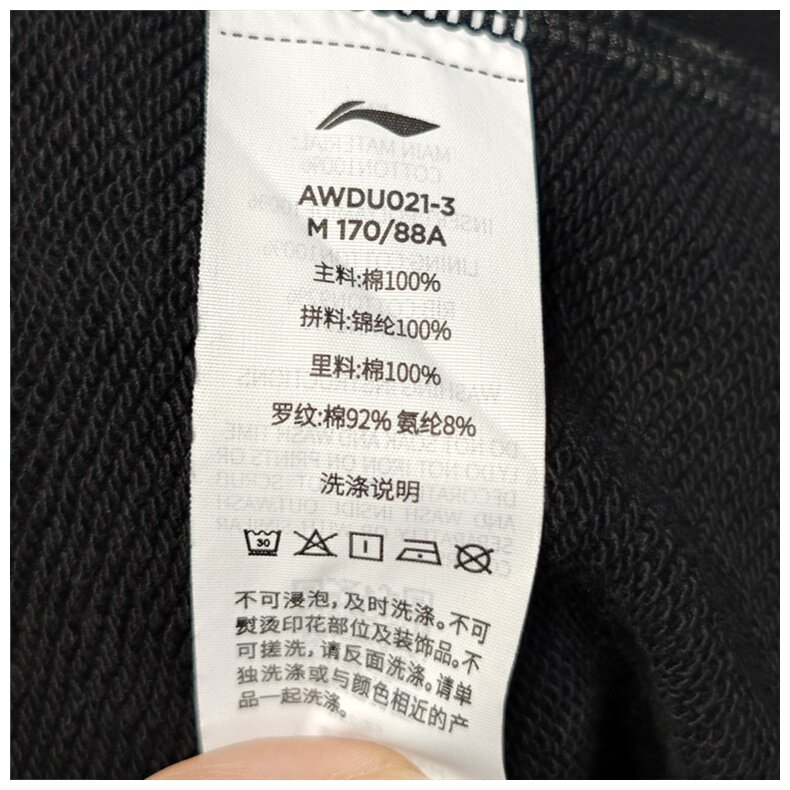 AWDU021-3
M 170/88A
主料:棉100%
拼料:锦纶100%
里料:棉100%
罗纹:棉92% 氨纶8%
洗涤说明
30
不可浸泡，及时洗涤。不可
熨烫印花部位及装饰品。不
可搓洗，请反面洗涤。请单
独洗涤或与颜色相近的产
品一起洗涤。